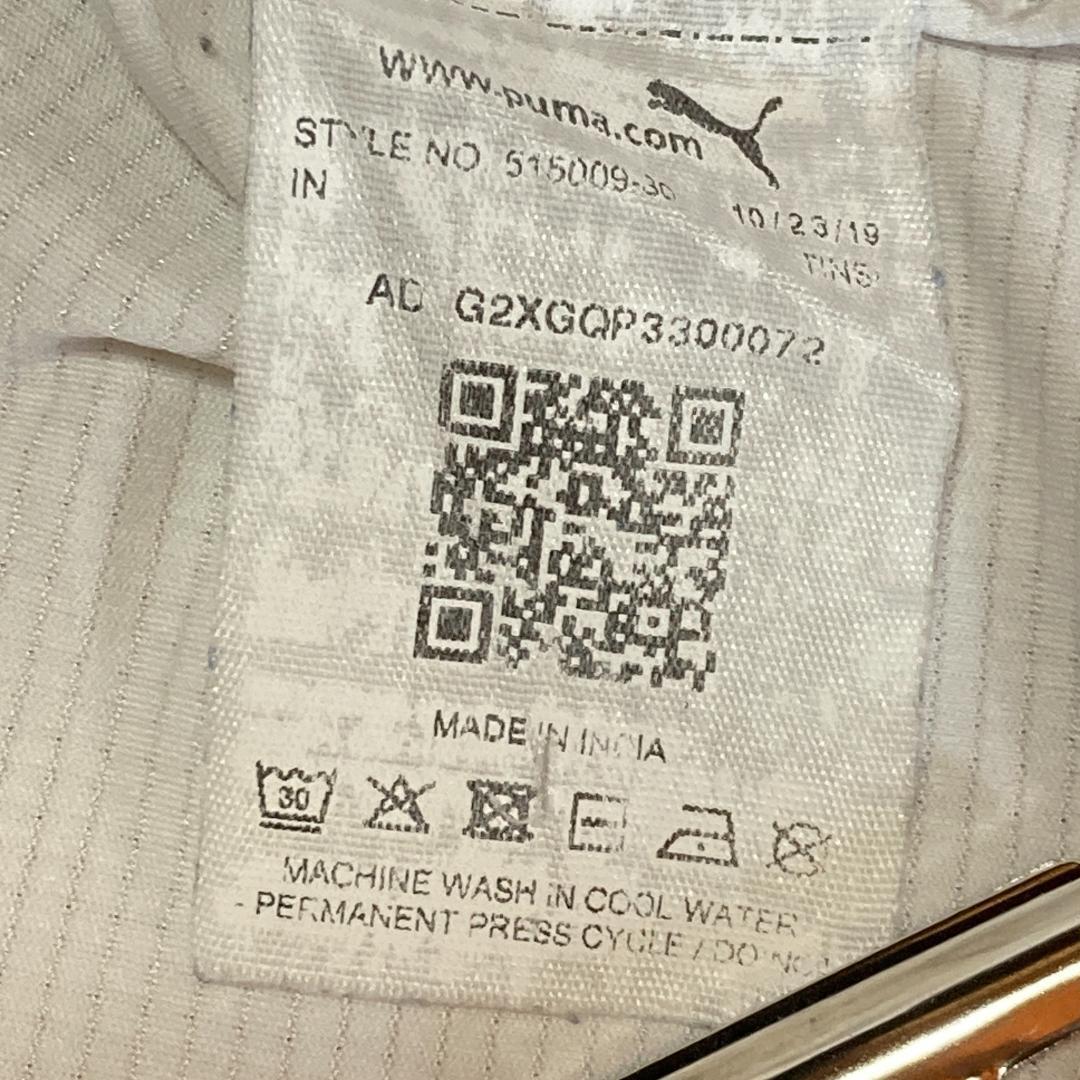 www.puma.com
STYLE NO 515009-30
10/23/19
IN
AD G2XGQP3300072
MADE IN INDIA
30
MACHINE WASH IN COOL WATER
- PERMANENT PRESS CYCLE / DO NOT